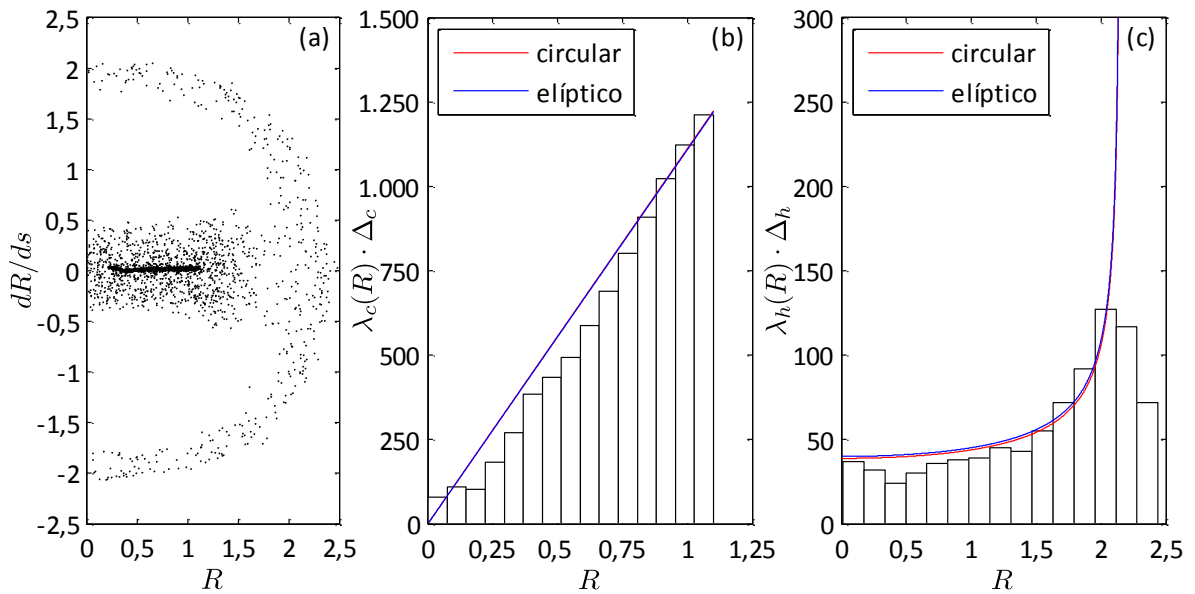 (a)
2,5
2
1,5
1
0,5
0
-0,5
-1
-1,5
-2
-2,5
dR/ds
0 0,5 1 1,5 2 2,5
R
(b)
circular
elíptico
1.500
1.250
1.000
750
500
250
0
λc(R) · Δc
0 0,25 0,5 0,75 1 1,25
R
(c)
circular
elíptico
300
250
200
150
100
50
0
λh(R) · Δh
0 0,5 1 1,5 2 2,5
R